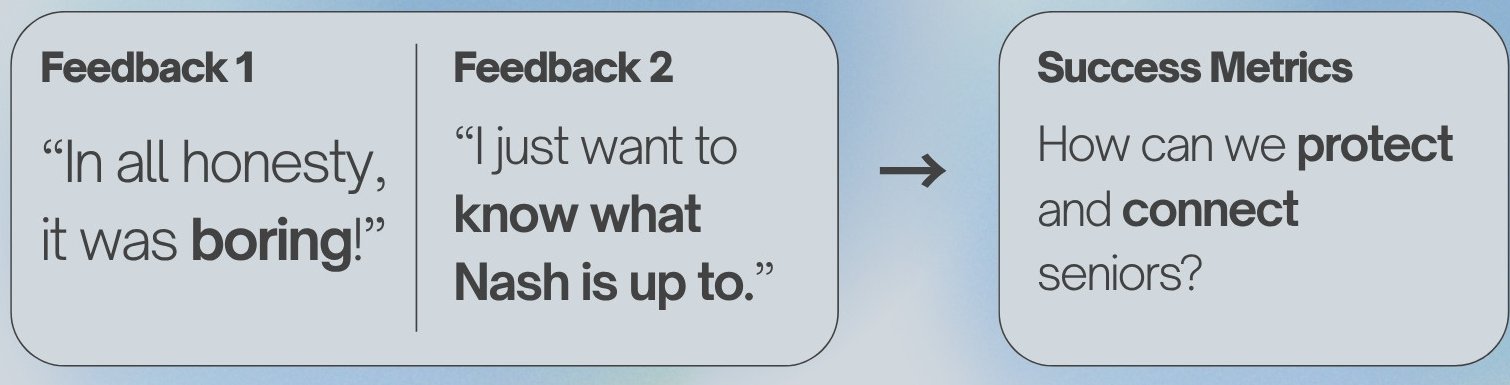 Feedback 1
“In all honesty,
it was boring!”
Feedback 2
“I just want to
know what
Nash is up to.”
→
Success Metrics
How can we protect
and connect
seniors?